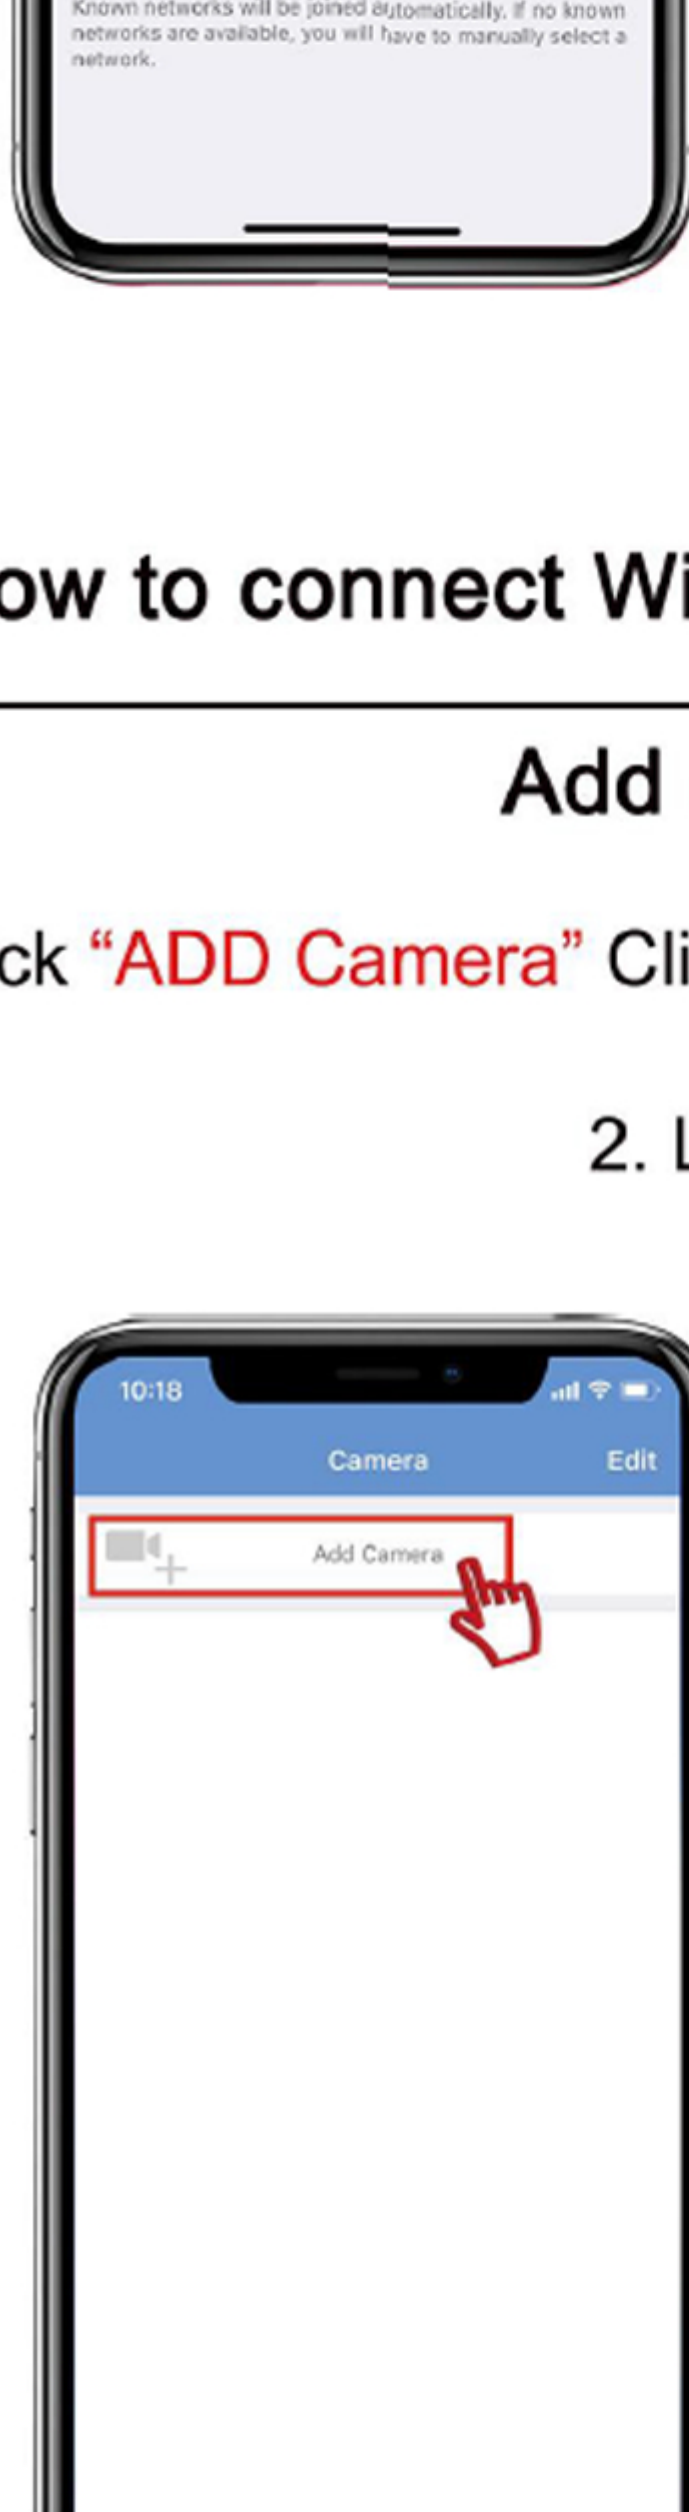 Known networks will be joined automatically. If no known
networks are available, you will have to manually select a
network.
ow to connect Wi
Add
ck “ADD Camera” Cli
2. L
10:18
Camera
Edit
Add Camera